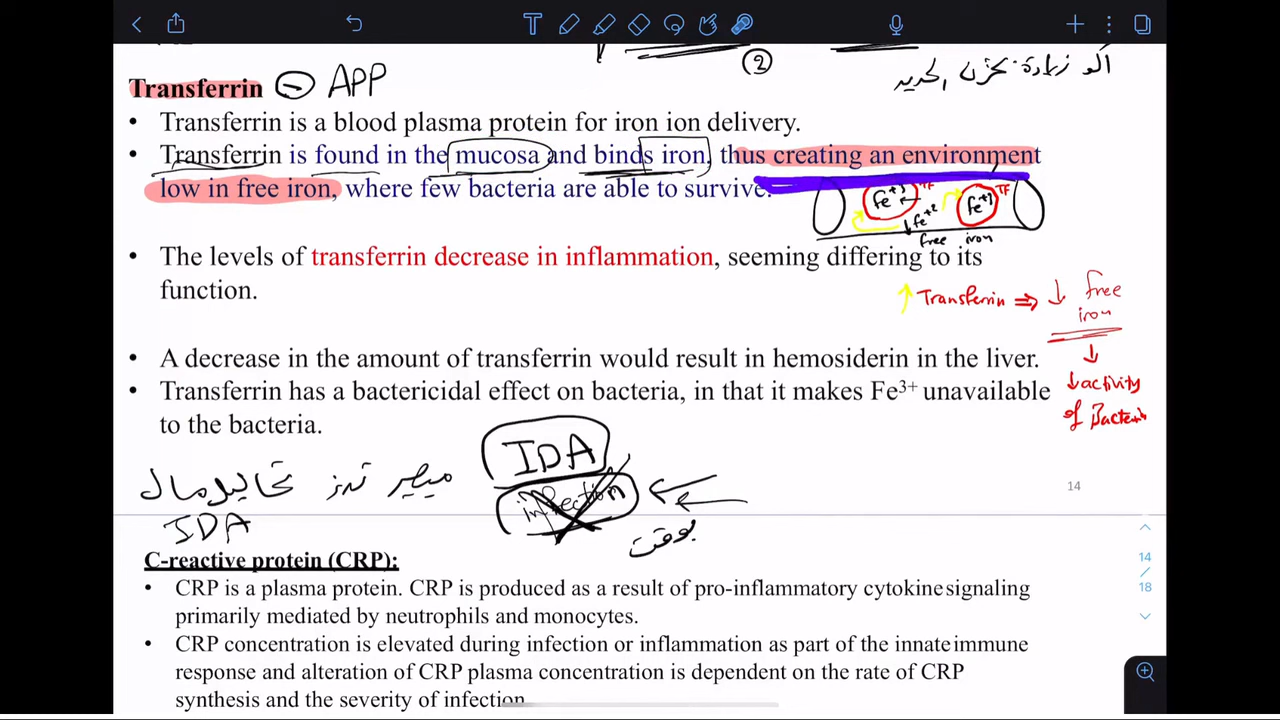 ②
اكو زيادة بخزن الحديد
Transferrin ⊖ APP
• Transferrin is a blood plasma protein for iron ion delivery.
• Transferrin is found in the mucosa and binds iron, thus creating an environment
low in free iron, where few bacteria are able to survive.
Fe+3 TF Fe+3 TF
↓ Fe+2
free iron
• The levels of transferrin decrease in inflammation, seeming differing to its
function.
↑ Transferrin ⇒ ↓ free
iron
↓
↓ activity
of Bacteria
• A decrease in the amount of transferrin would result in hemosiderin in the liver.
• Transferrin has a bactericidal effect on bacteria, in that it makes Fe³⁺ unavailable
to the bacteria.
IDA
infection
ميصير تدز تحاليل مال
IDA
بوقت
14
C-reactive protein (CRP):
• CRP is a plasma protein. CRP is produced as a result of pro-inflammatory cytokine signaling
primarily mediated by neutrophils and monocytes.
• CRP concentration is elevated during infection or inflammation as part of the innate immune
response and alteration of CRP plasma concentration is dependent on the rate of CRP
synthesis and the severity of infection.
14
/
18